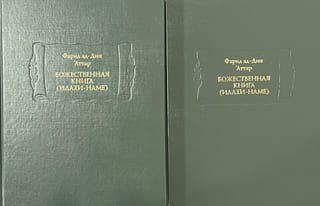 Фарид ад-Дин
‘Аттар
БОЖЕСТВЕННАЯ
КНИГА
(ИЛАХИ-НАМЕ)
Фарид ад-Дин
‘Аттар
БОЖЕСТВЕННАЯ
КНИГА
(ИЛАХИ-НАМЕ)